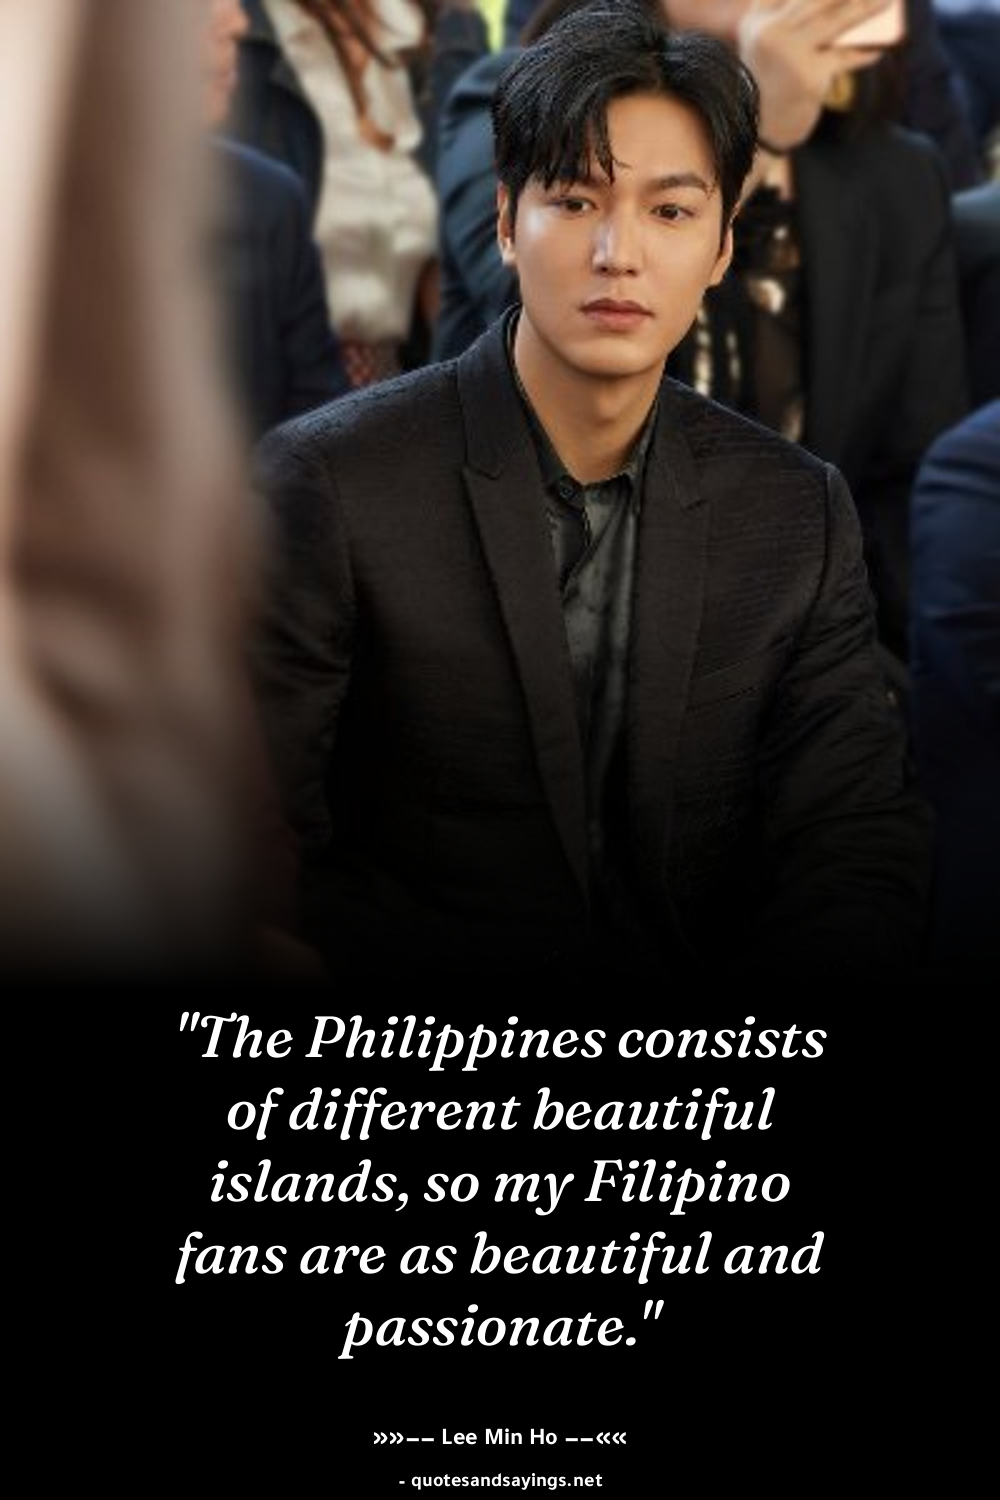 "The Philippines consists
of different beautiful
islands, so my Filipino
fans are as beautiful and
passionate."
»»–– Lee Min Ho ––««
- quotesandsayings.net